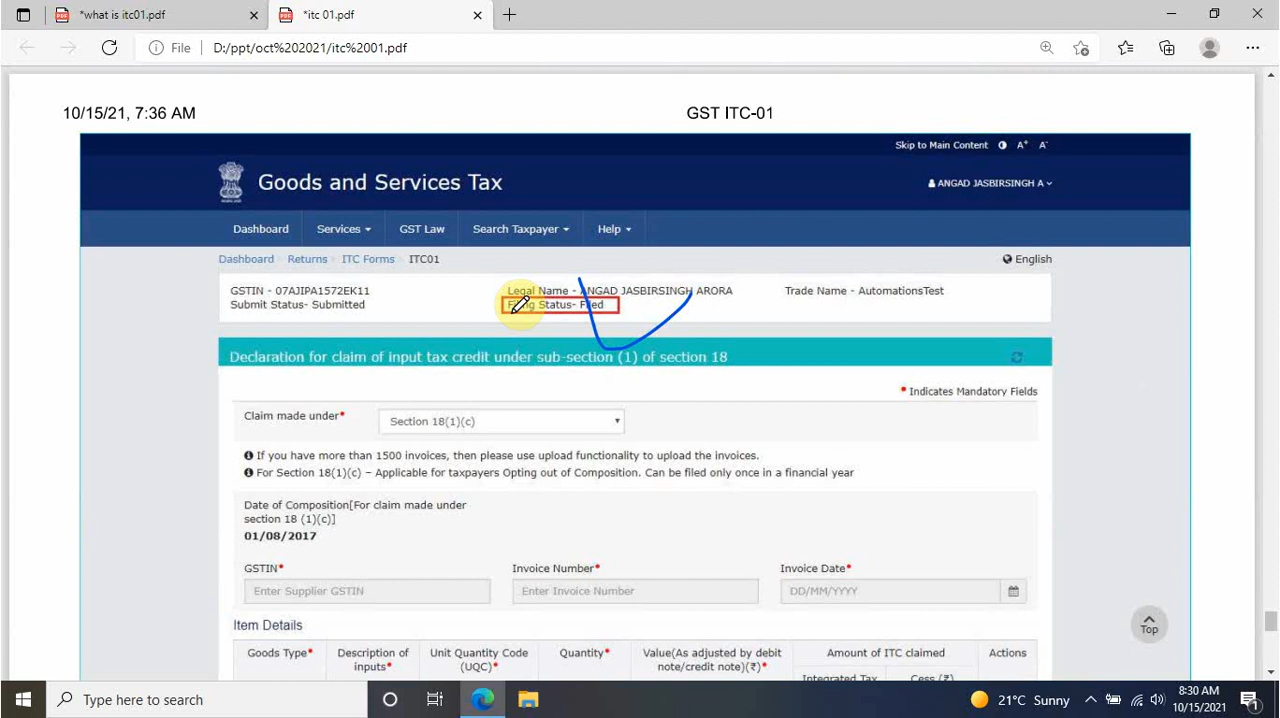 *what is itc01.pdf
*itc 01.pdf
File
D:/ppt/oct%202021/itc%2001.pdf
10/15/21, 7:36 AM
GST ITC-01
Skip to Main Content
A+
A-
Goods and Services Tax
ANGAD JASBIRSINGH A
Dashboard
Services
GST Law
Search Taxpayer
Help
Dashboard
Returns
ITC Forms
ITC01
English
GSTIN - 07AJIPA1572EK11
Legal Name - ANGAD JASBIRSINGH ARORA
Trade Name - AutomationsTest
Submit Status- Submitted
Filing Status- Filed
Declaration for claim of input tax credit under sub-section (1) of section 18
* Indicates Mandatory Fields
Claim made under*
Section 18(1)(c)
If you have more than 1500 invoices, then please use upload functionality to upload the invoices.
For Section 18(1)(c) – Applicable for taxpayers Opting out of Composition. Can be filed only once in a financial year
Date of Composition[For claim made under
section 18 (1)(c)]
01/08/2017
GSTIN*
Invoice Number*
Invoice Date*
Enter Supplier GSTIN
Enter Invoice Number
DD/MM/YYYY
Top
Item Details
Goods Type*
Description of
inputs*
Unit Quantity Code
(UQC)*
Quantity*
Value(As adjusted by debit
note/credit note)(₹)*
Amount of ITC claimed
Actions
Integrated Tax
Cess (₹)
Type here to search
21°C Sunny
8:30 AM
10/15/2021
1